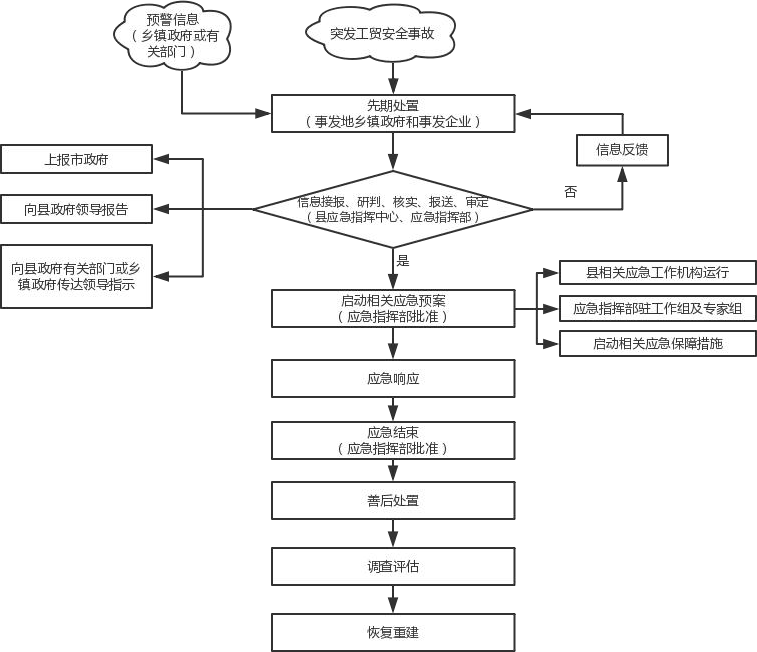 预警信息
（乡镇政府或有
关部门）
突发工贸安全事故
先期处置
（事发地乡镇政府和事发企业）
信息反馈
上报市政府
信息接报、研判、核实、报送、审定
（县应急指挥中心、应急指挥部）
否
向县政府领导报告
向县政府有关部门或乡
镇政府传达领导指示
是
县相关应急工作机构运行
启动相关应急预案
（应急指挥部批准）
应急指挥部驻工作组及专家组
启动相关应急保障措施
应急响应
应急结束
（应急指挥部批准）
善后处置
调查评估
恢复重建